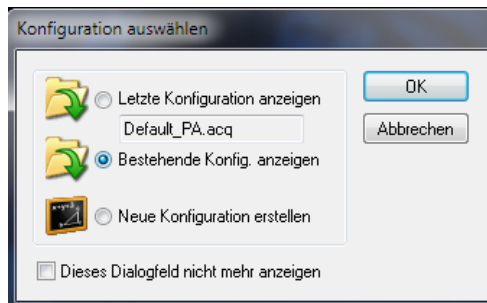 Konfiguration auswählen
Letzte Konfiguration anzeigen
Default_PA.acq
Bestehende Konfig. anzeigen
Neue Konfiguration erstellen
Dieses Dialogfeld nicht mehr anzeigen
OK
Abbrechen